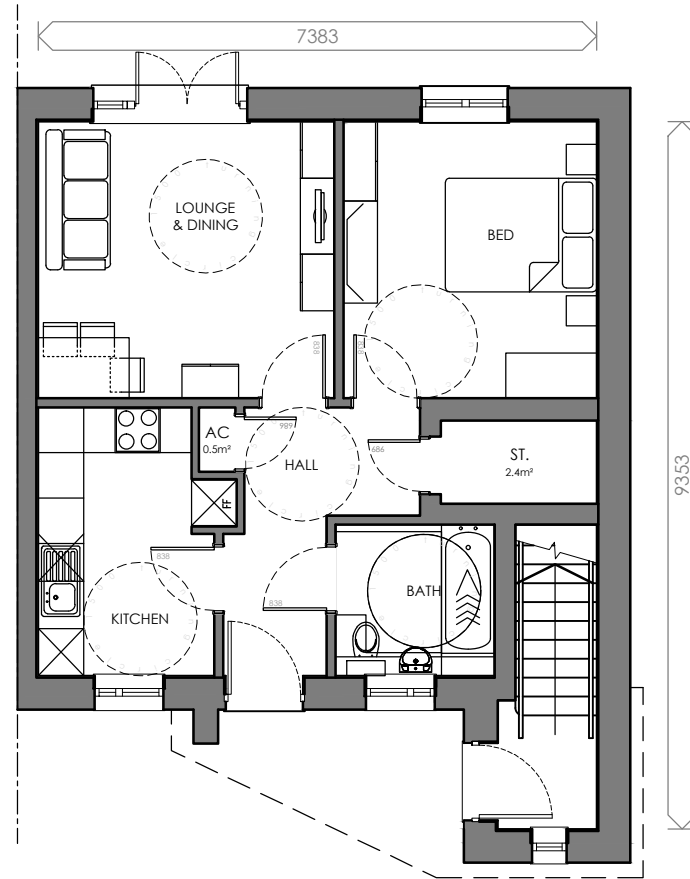 7383
LOUNGE
& DINING
BED
838
838
AC
0.5m²
989
HALL
686
ST.
2.4m²
9353
FF
838
838
KITCHEN
BATH